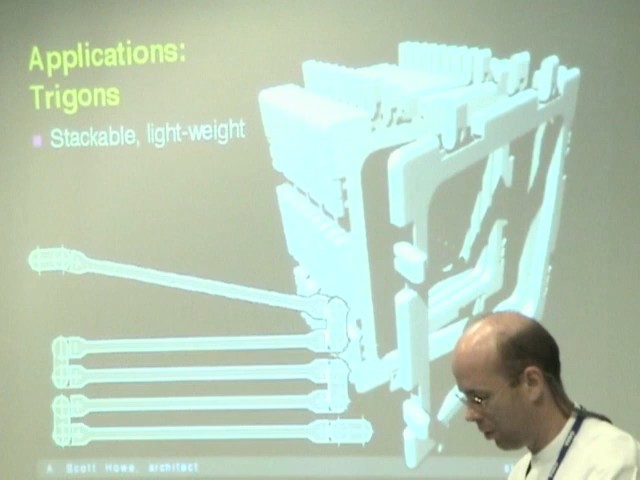 Applications:
Trigons
Stackable, light-weight
A. Scott Howe, architect